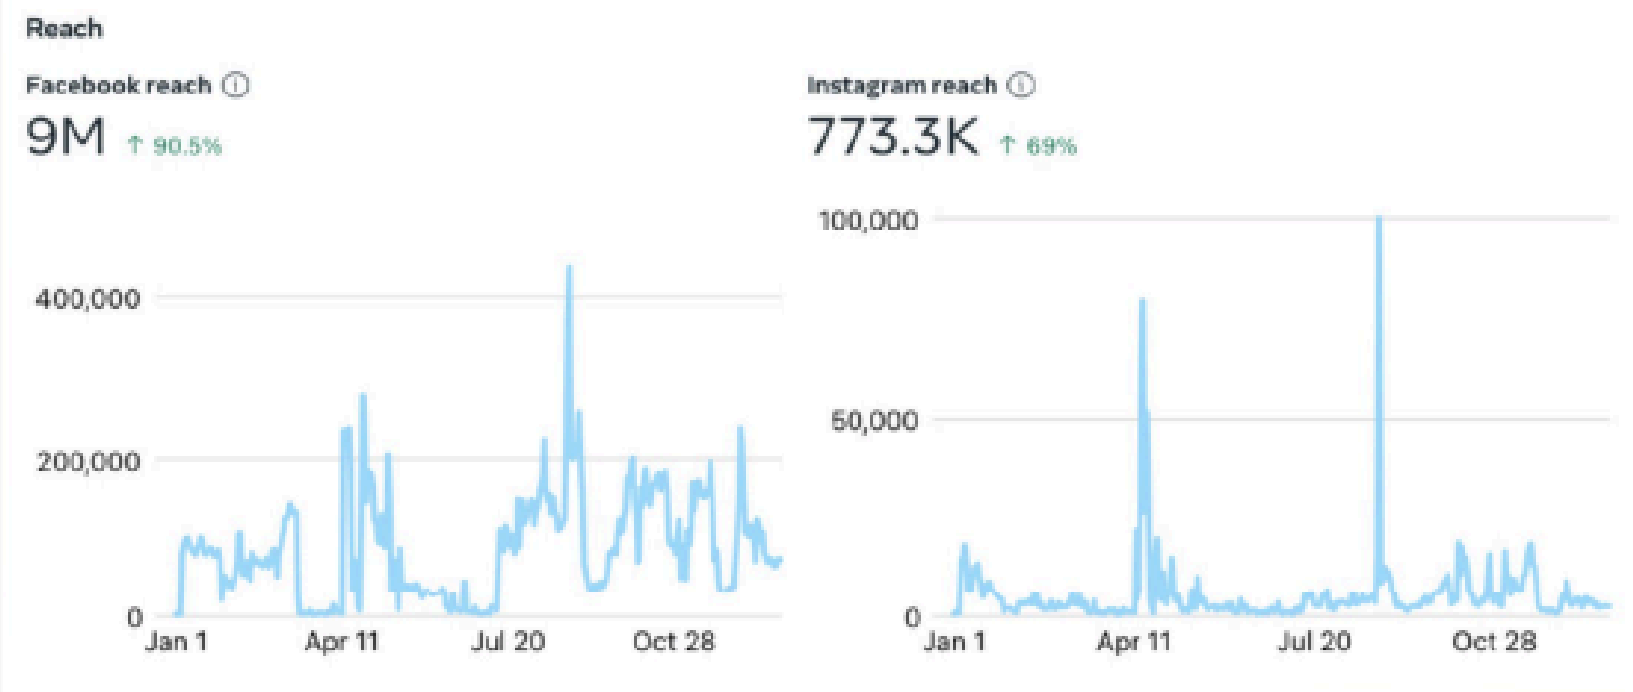 Reach
Facebook reach
9M ↑ 90.5%
400,000
200,000
0
Jan 1 Apr 11 Jul 20 Oct 28
Instagram reach
773.3K ↑ 69%
100,000
50,000
0
Jan 1 Apr 11 Jul 20 Oct 28